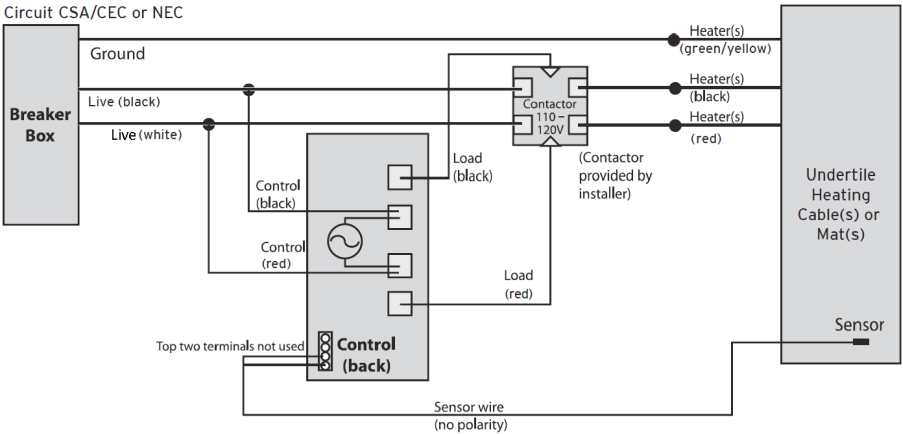 Circuit CSA/CEC or NEC
Breaker
Box
Ground
Live (black)
Live (white)
Heater(s)
(green/yellow)
Heater(s)
(black)
Heater(s)
(red)
Contactor
110 –
120V
(Contactor
provided by
installer)
Load
(black)
Control
(black)
Control
(red)
Load
(red)
Top two terminals not used
Control
(back)
Undertile
Heating
Cable(s) or
Mat(s)
Sensor
Sensor wire
(no polarity)